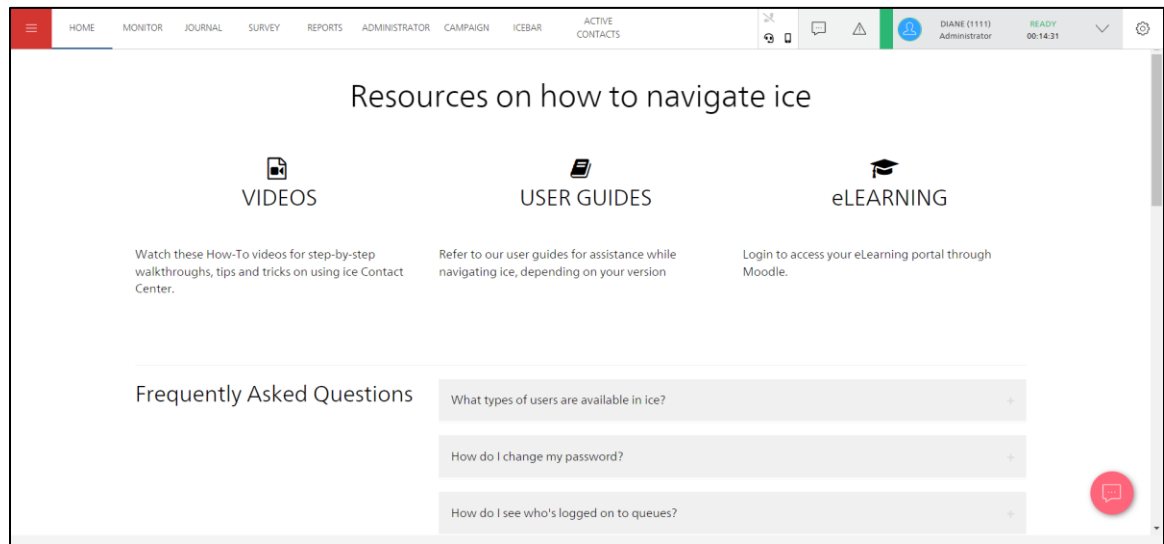 HOME MONITOR JOURNAL SURVEY REPORTS ADMINISTRATOR CAMPAIGN ICEBAR ACTIVE
CONTACTS
DIANE (1111)
Administrator
READY
00:14:31
Resources on how to navigate ice
VIDEOS
Watch these How-To videos for step-by-step
walkthroughs, tips and tricks on using ice Contact
Center.
USER GUIDES
Refer to our user guides for assistance while
navigating ice, depending on your version
eLEARNING
Login to access your eLearning portal through
Moodle.
Frequently Asked Questions
What types of users are available in ice?
How do I change my password?
How do I see who's logged on to queues?